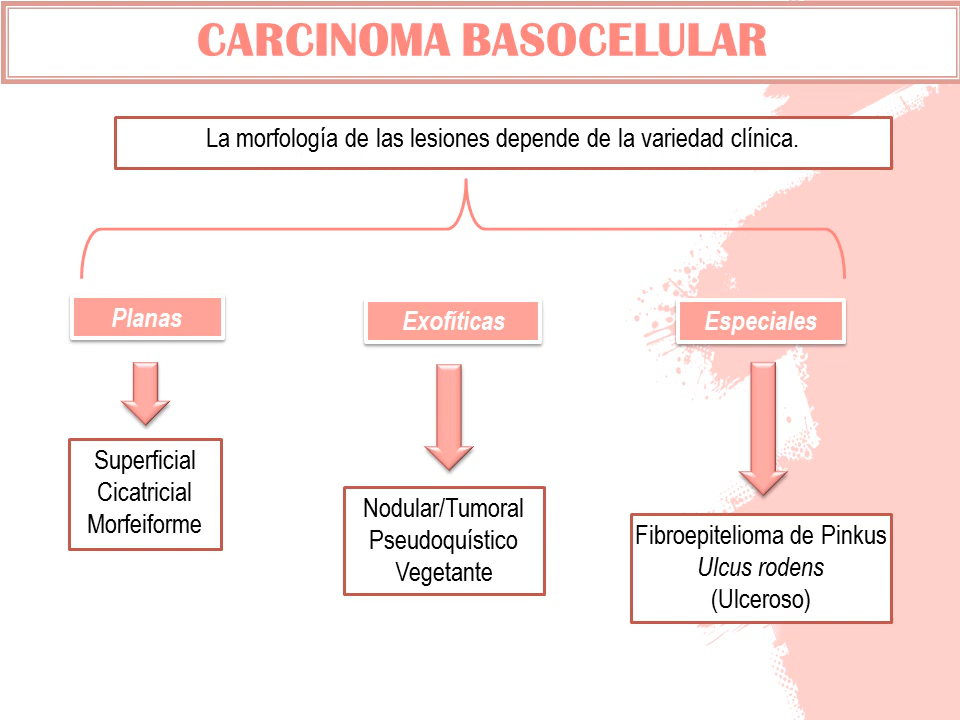 CARCINOMA BASOCELULAR
La morfología de las lesiones depende de la variedad clínica.
Planas
Superficial
Cicatricial
Morfeiforme
Exofíticas
Nodular/Tumoral
Pseudoquístico
Vegetante
Especiales
Fibroepitelioma de Pinkus
Ulcus rodens
(Ulceroso)